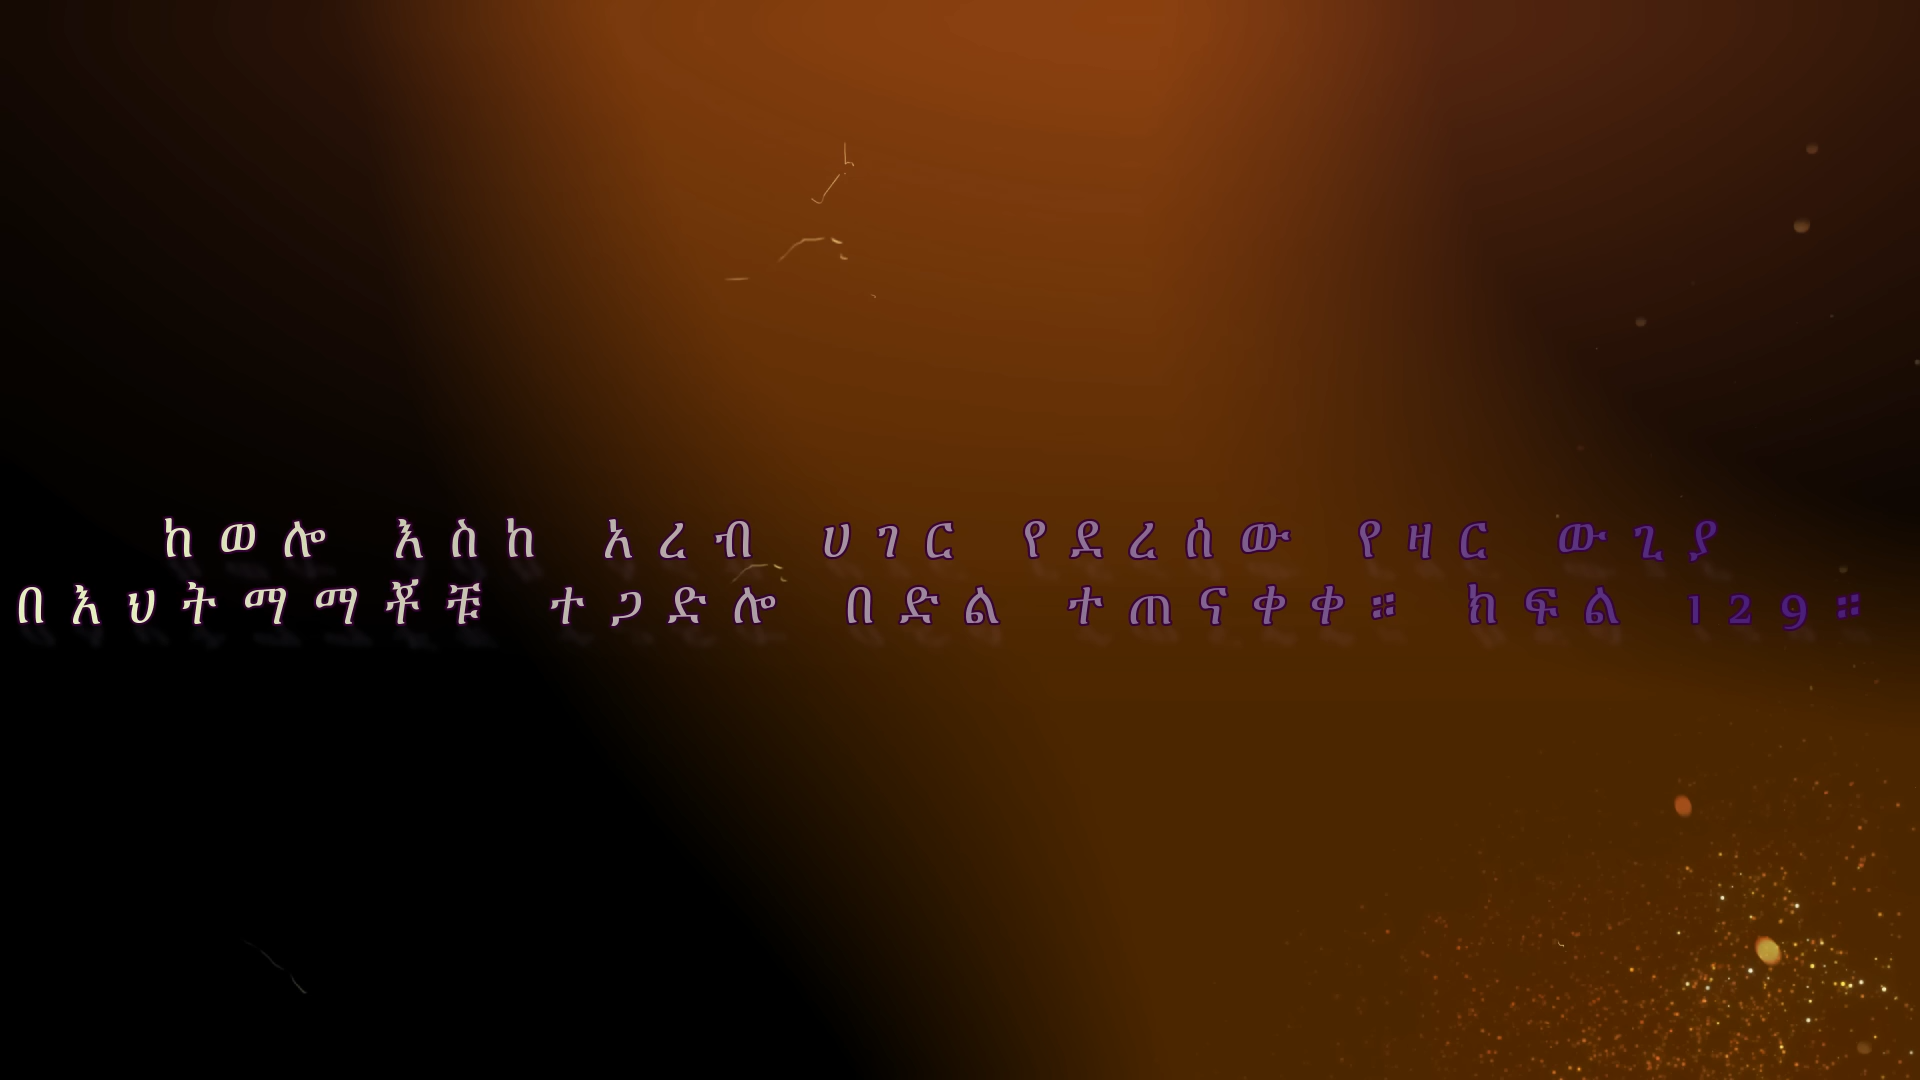 ከወሎ እስከ አረብ ሀገር የደረሰው የዛር ውጊያ
በእህትማማቾቹ ተጋድሎ በድል ተጠናቀቀ። ክፍል 129።